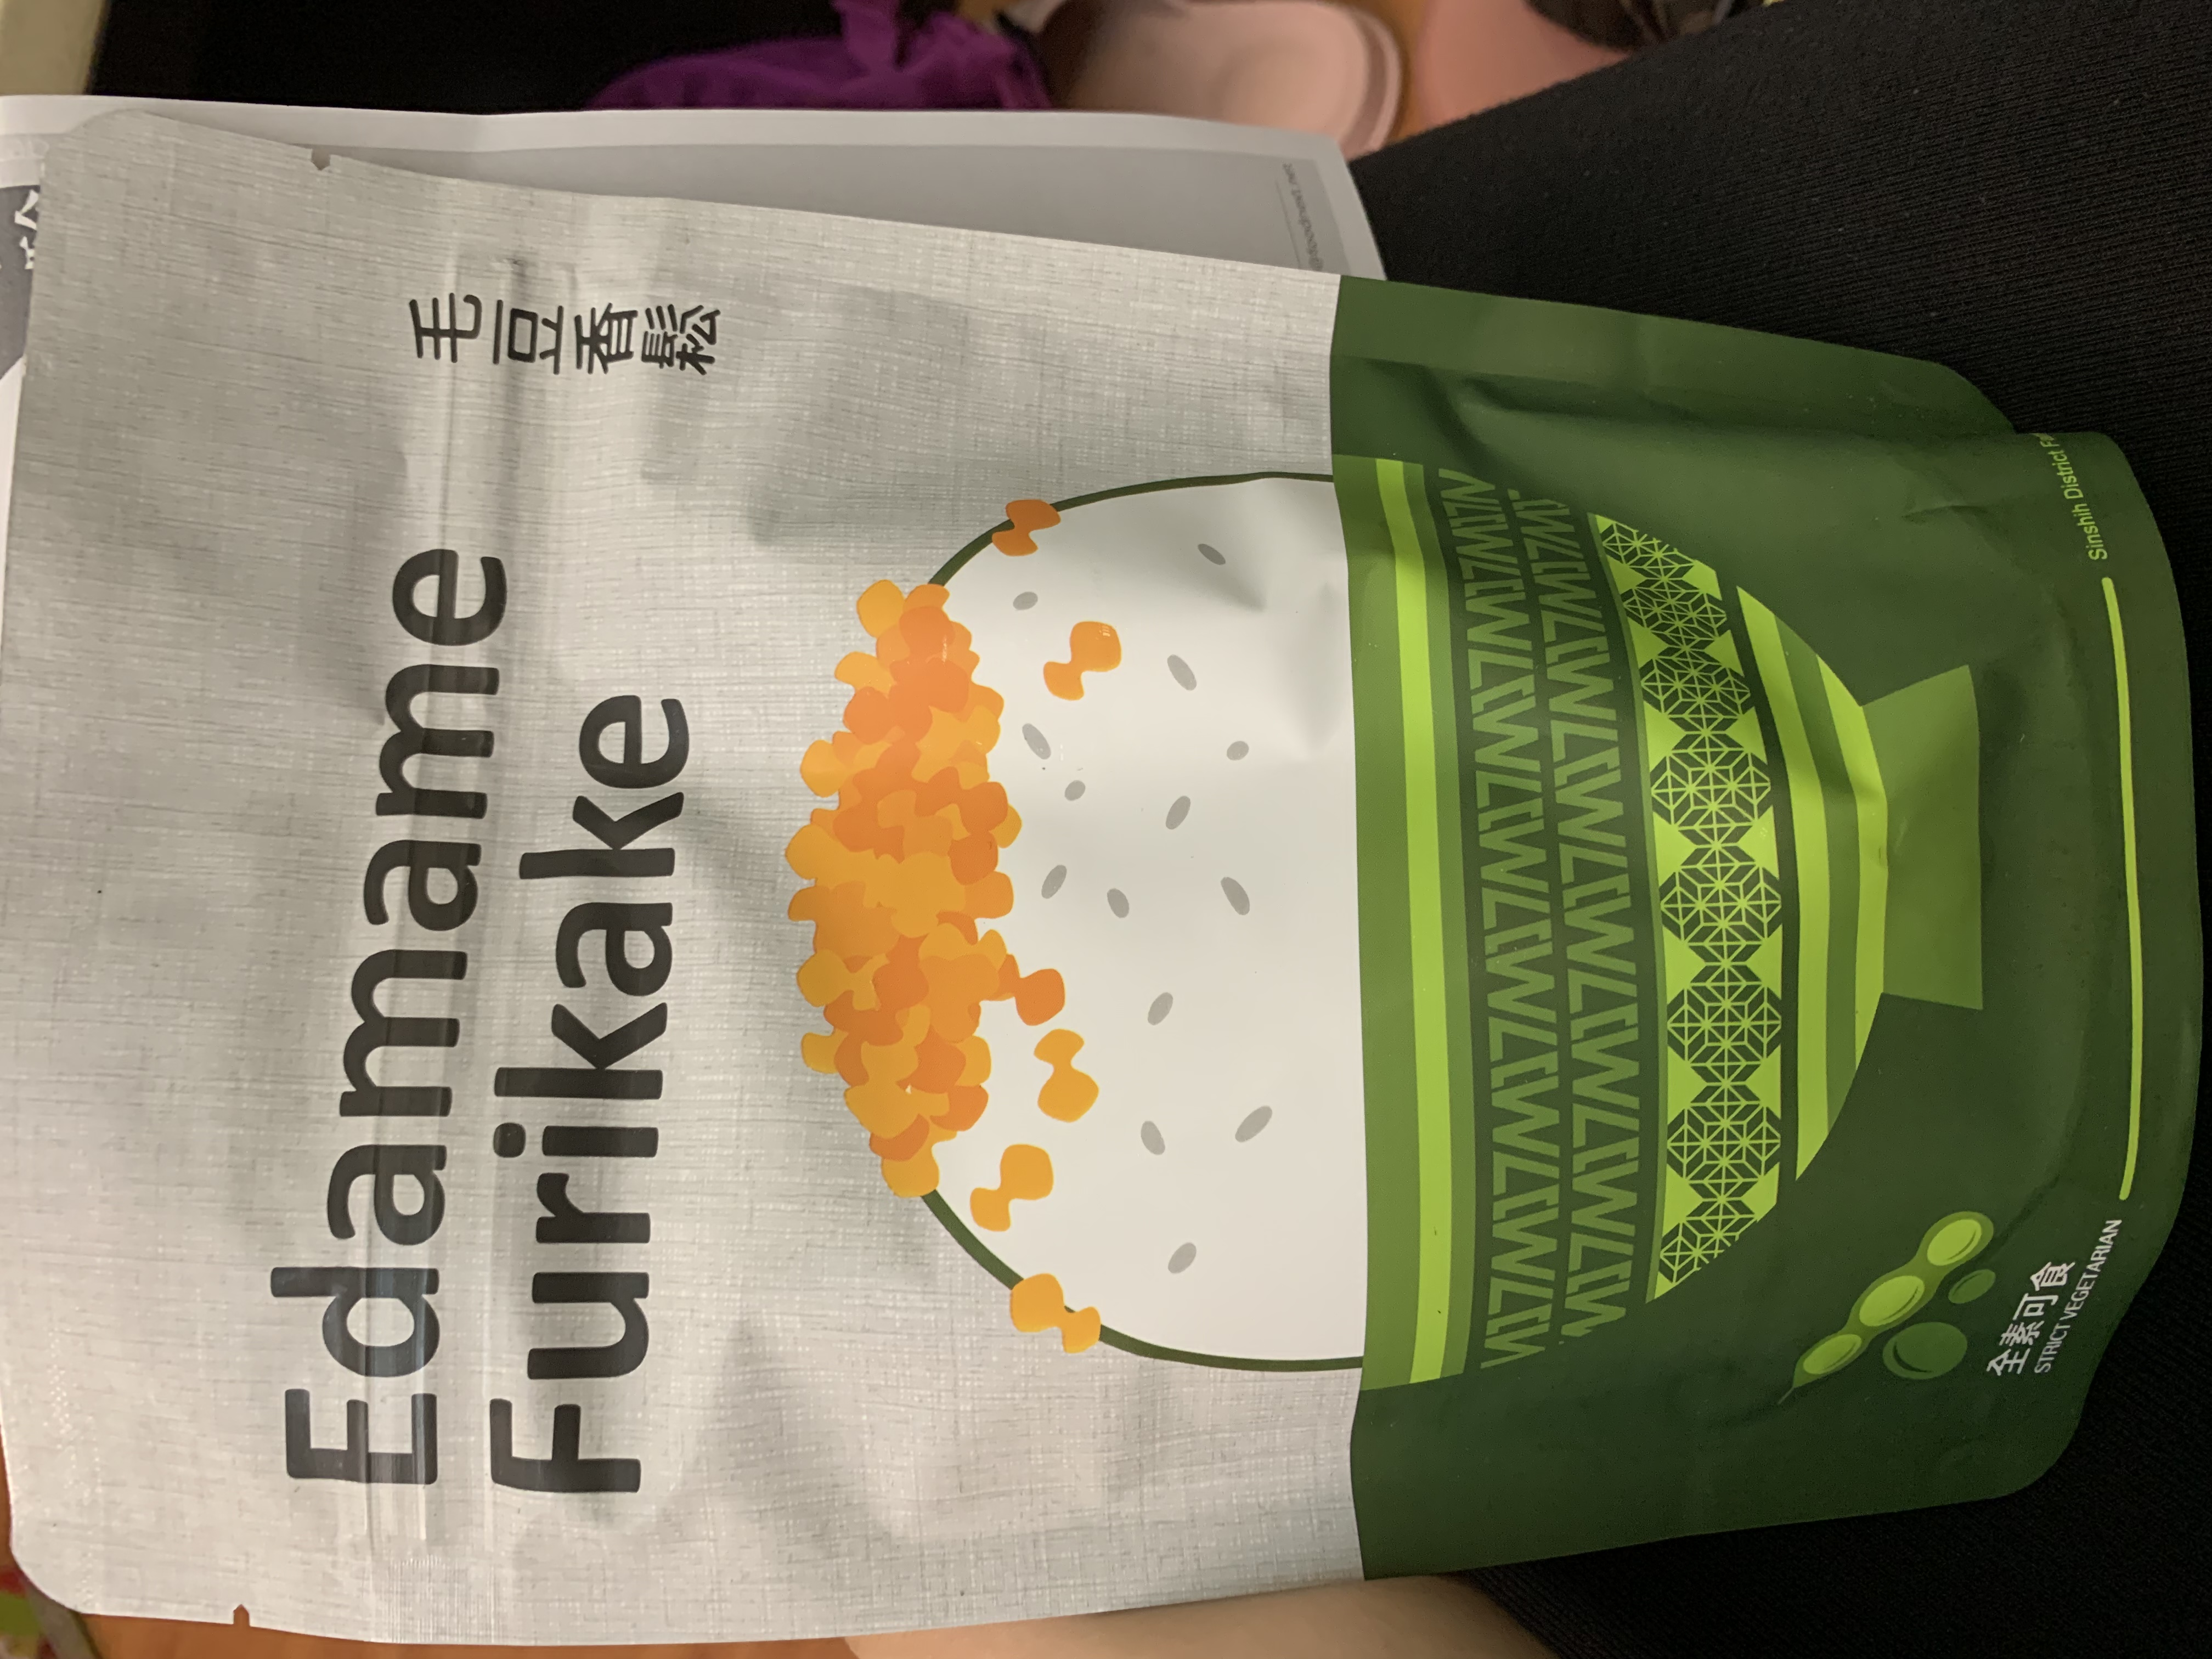 Edamame
Furikake
毛豆香鬆
全素可食
STRICT VEGETARIAN
Sinshih District